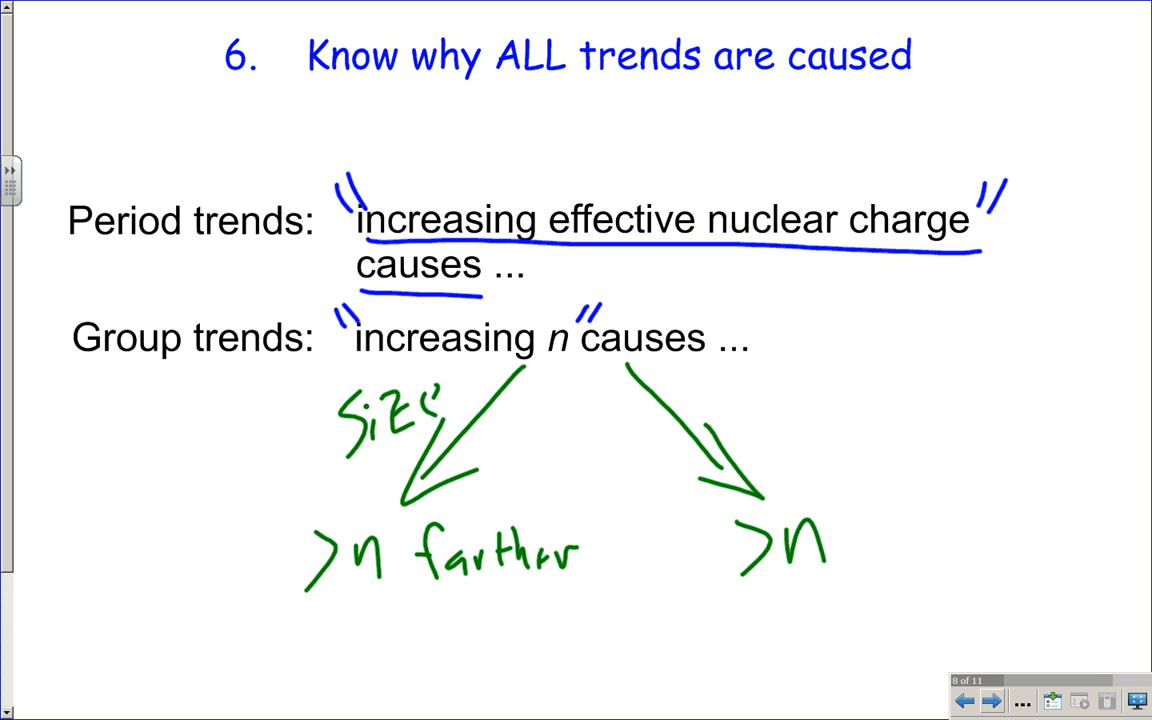 6. Know why ALL trends are caused
Period trends: "increasing effective nuclear charge"
causes ...
Group trends: "increasing n" causes ...
size
>n farther
>n
8 of 11
...